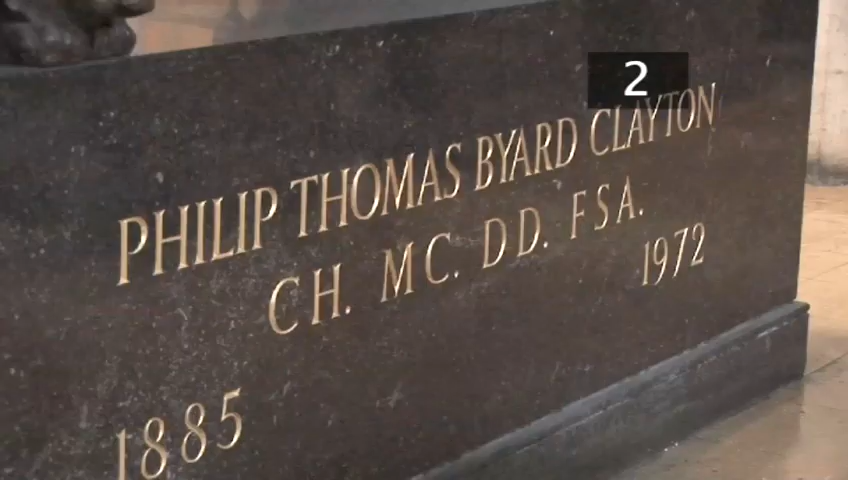 2
PHILIP THOMAS BYARD CLAYTON
CH. MC. DD. FSA.
1885 1972